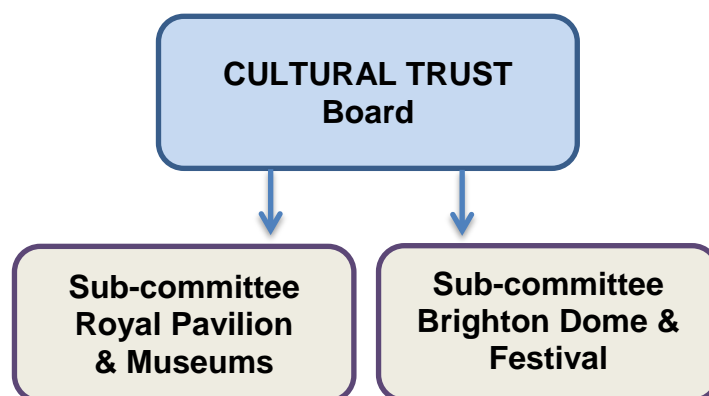 CULTURAL TRUST
Board
Sub-committee
Royal Pavilion
& Museums
Sub-committee
Brighton Dome &
Festival